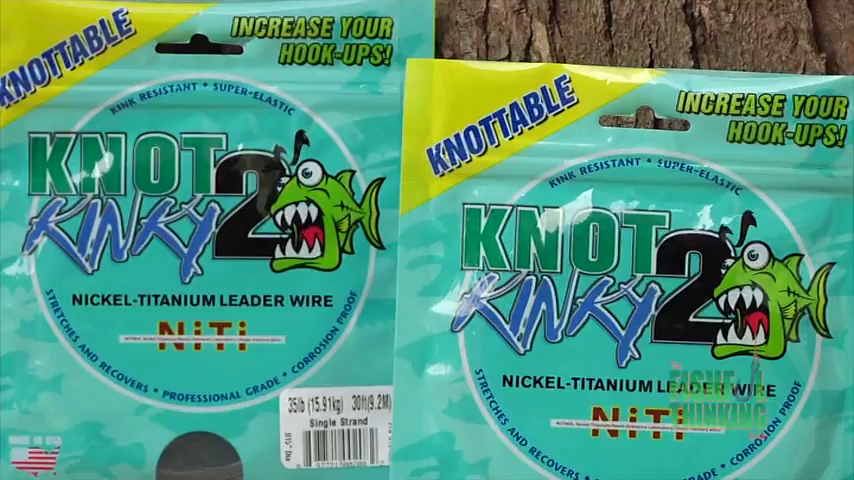 KNOTTABLE
INCREASE YOUR
HOOK-UPS!
KINK RESISTANT • SUPER-ELASTIC
KNOT
2
KINKY
NICKEL-TITANIUM LEADER WIRE
NiTi
STRETCHES AND RECOVERS • PROFESSIONAL GRADE • CORROSION PROOF
35lb (15.91kg) 30ft(9.2M)
Single Strand
KNOTTABLE
INCREASE YOUR
HOOK-UPS!
KINK RESISTANT • SUPER-ELASTIC
KNOT
2
KINKY
NICKEL-TITANIUM LEADER WIRE
NiTi
STRETCHES AND RECOVERS
GRADE • CORROSION PROOF
THINKING